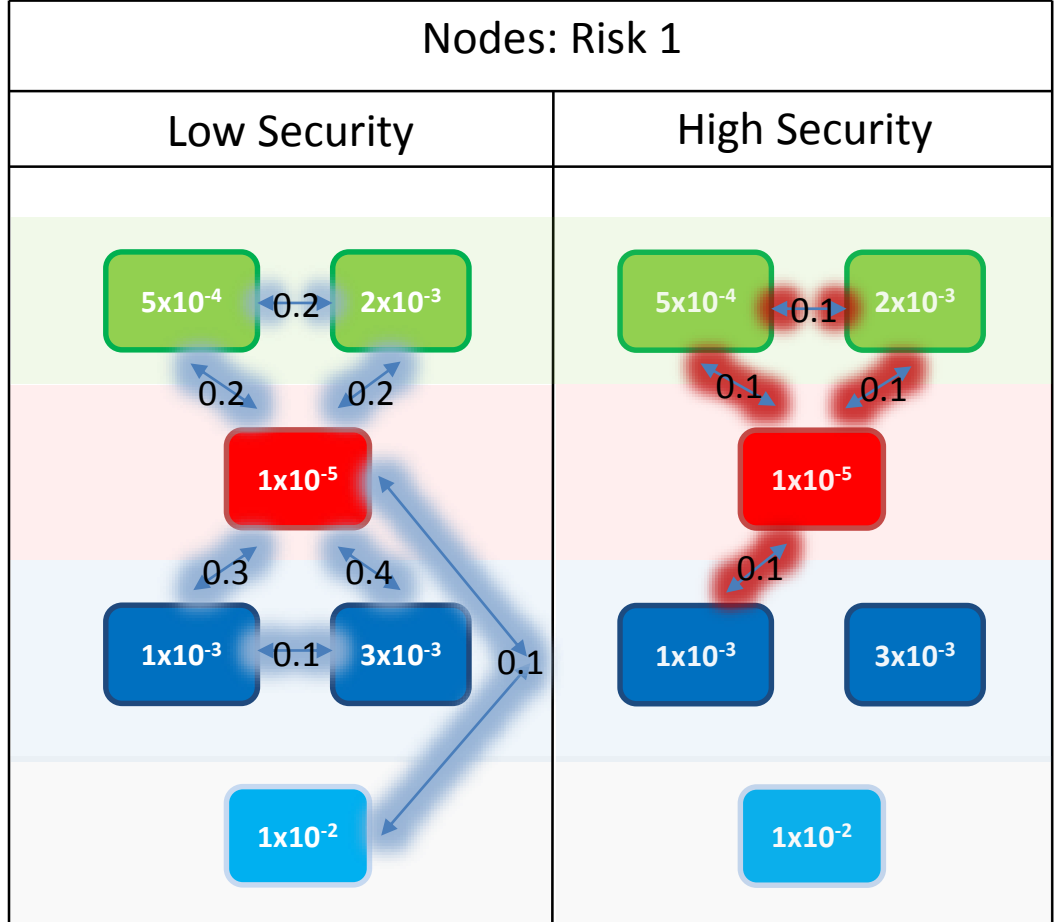 Nodes: Risk 1
Low Security
High Security
5x10⁻⁴
0.2
2x10⁻³
0.2
0.2
1x10⁻⁵
0.3
0.4
1x10⁻³
0.1
3x10⁻³
0.1
1x10⁻²
5x10⁻⁴
0.1
2x10⁻³
0.1
0.1
1x10⁻⁵
0.1
1x10⁻³
3x10⁻³
1x10⁻²